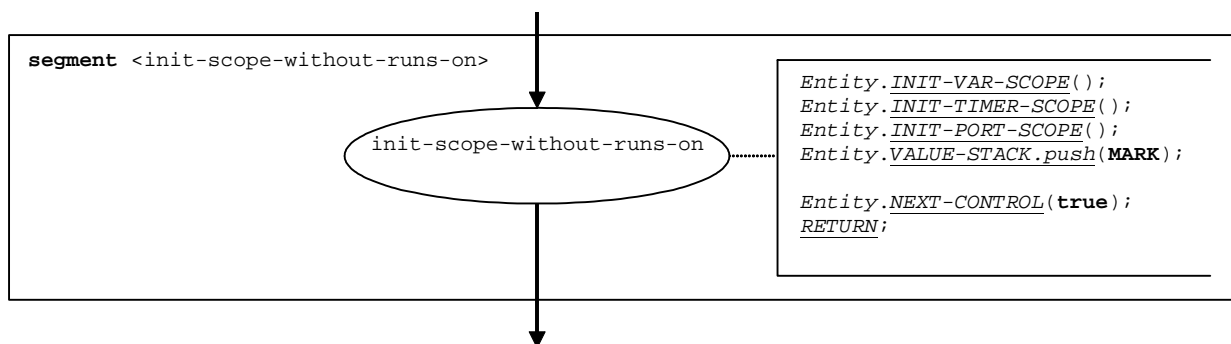 segment <init-scope-without-runs-on>
init-scope-without-runs-on
Entity.INIT-VAR-SCOPE();
Entity.INIT-TIMER-SCOPE();
Entity.INIT-PORT-SCOPE();
Entity.VALUE-STACK.push(MARK);
Entity.NEXT-CONTROL(true);
RETURN;